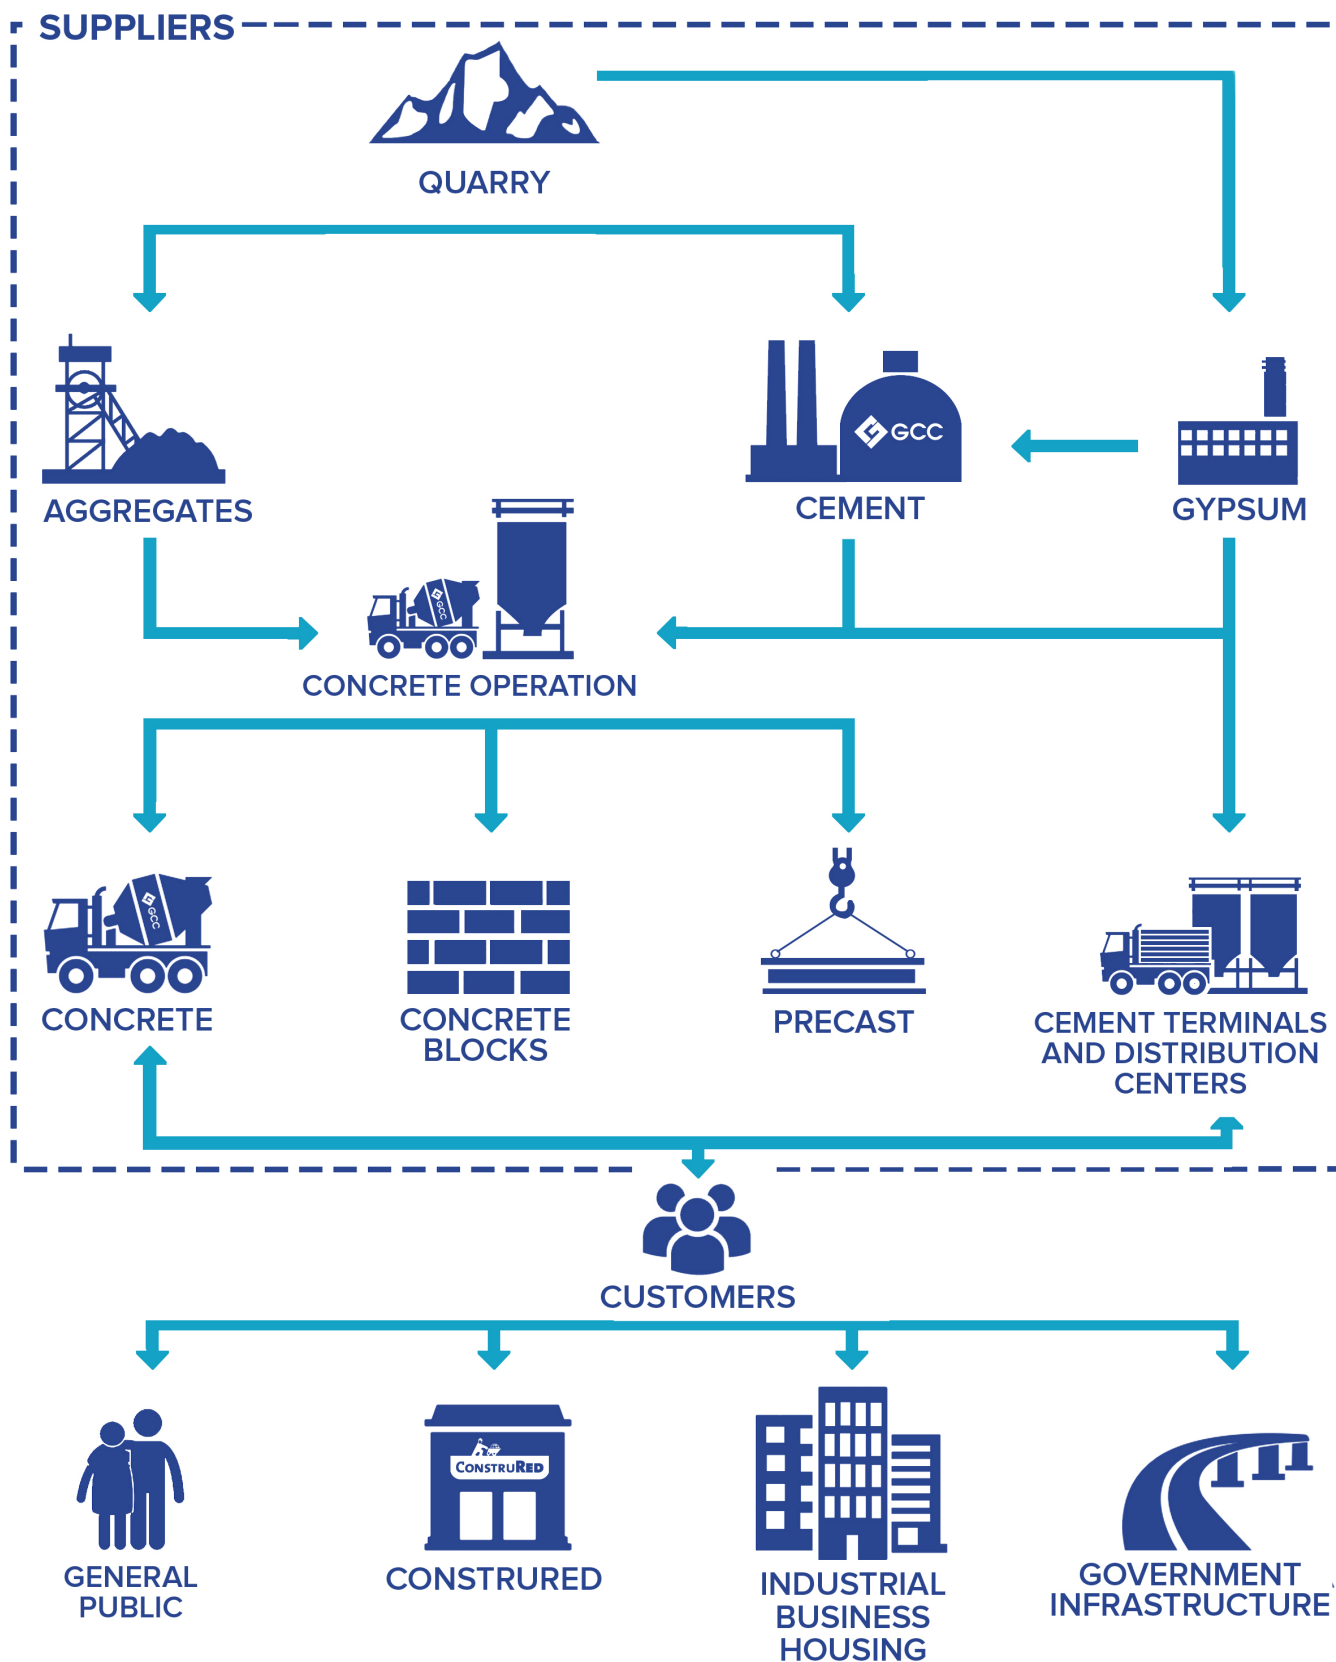 SUPPLIERS
QUARRY
GCC
AGGREGATES
CEMENT
GYPSUM
GCC
CONCRETE OPERATION
GCC
CONCRETE
CONCRETE
BLOCKS
PRECAST
CEMENT TERMINALS
AND DISTRIBUTION
CENTERS
CUSTOMERS
CONSTRURED
GENERAL
PUBLIC
CONSTRURED
INDUSTRIAL
BUSINESS
HOUSING
GOVERNMENT
INFRASTRUCTURE